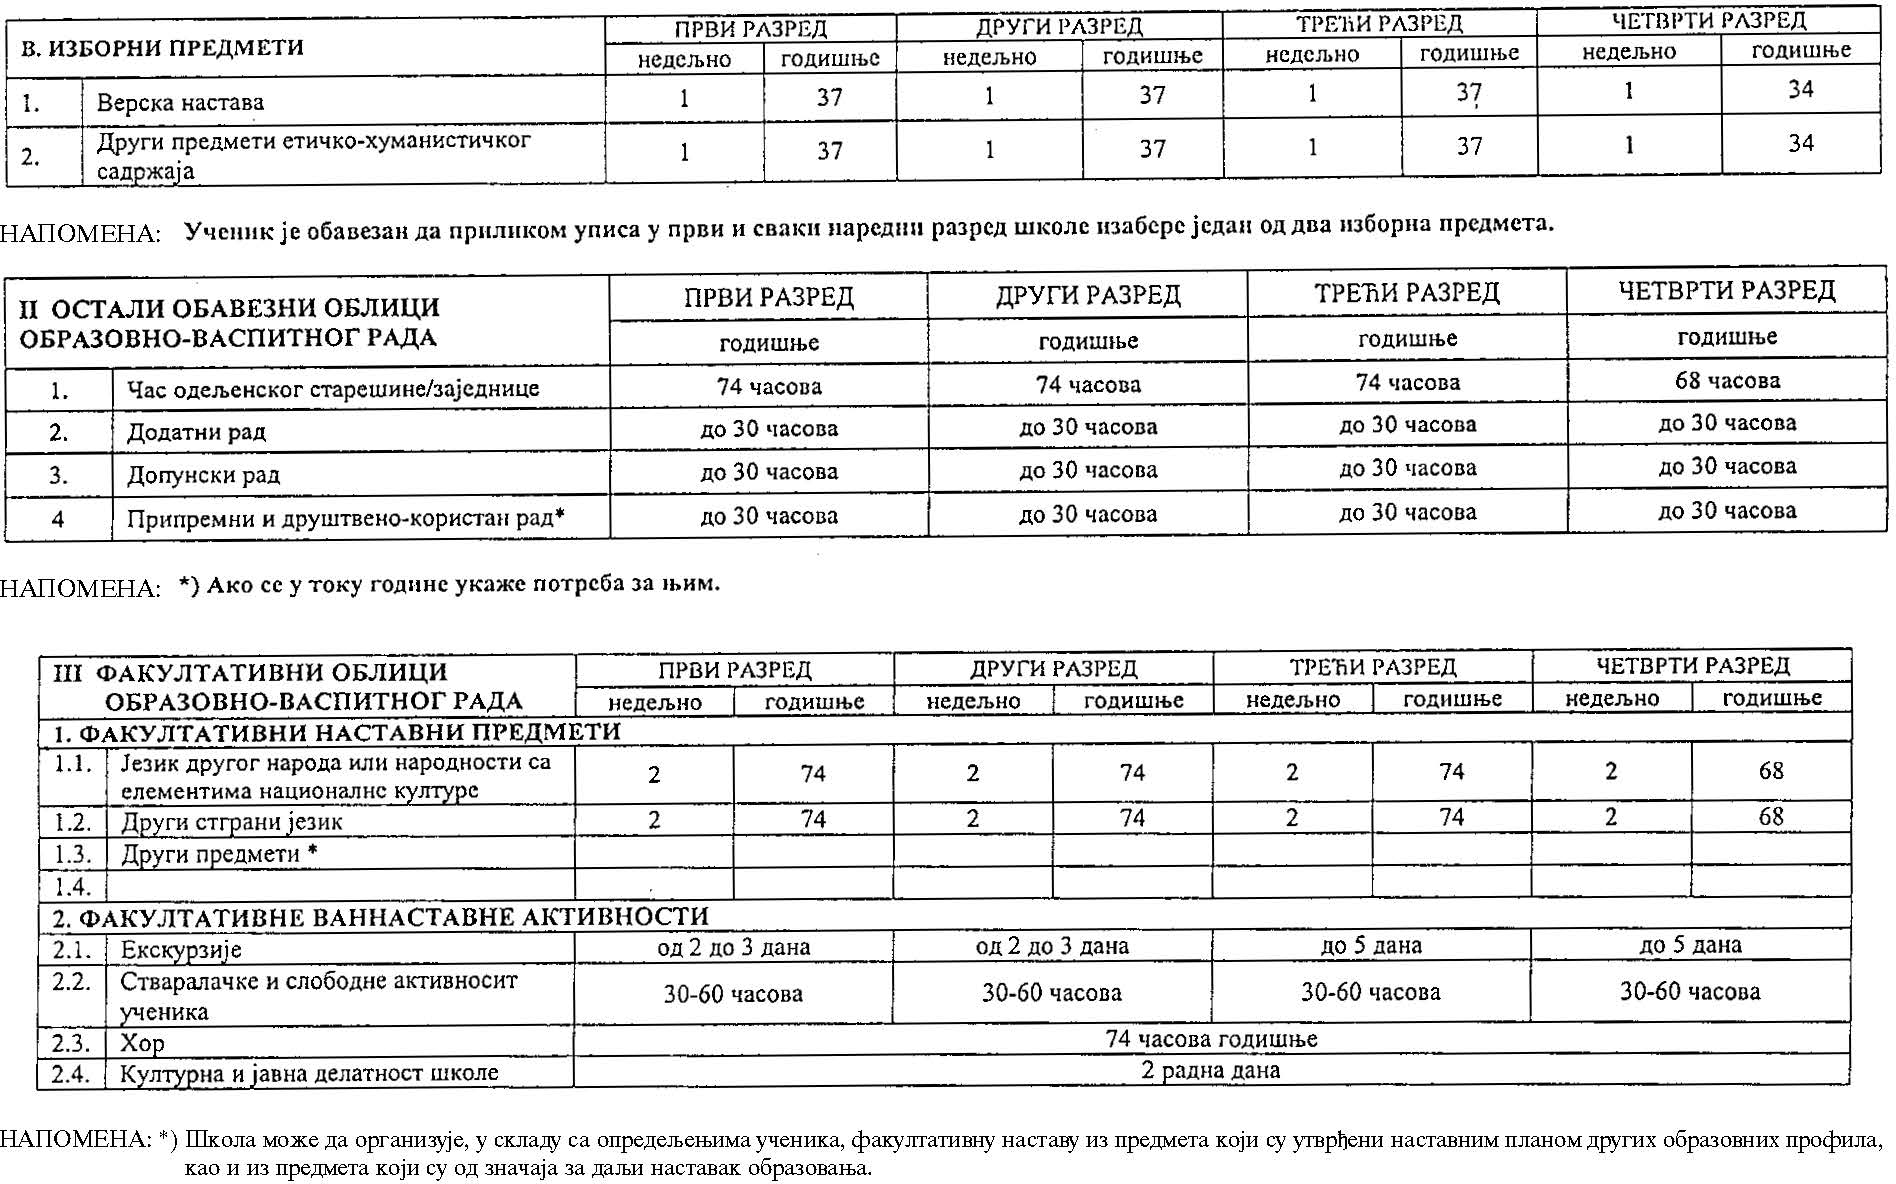 В. ИЗБОРНИ ПРЕДМЕТИ ПРВИ РАЗРЕД ДРУГИ РАЗРЕД ТРЕЋИ РАЗРЕД ЧЕТВРТИ РАЗРЕД
недељно годишње недељно годишње недељно годишње недељно годишње
1. Верска настава 1 37 1 37 1 37 1 34
2. Други предмети етичко-хуманистичког 1 37 1 37 1 37 1 34
садржаја
НАПОМЕНА: Ученик је обавезан да приликом уписа у први и сваки наредни разред школе изабере један од два изборна предмета.
II ОСТАЛИ ОБАВЕЗНИ ОБЛИЦИ ПРВИ РАЗРЕД ДРУГИ РАЗРЕД ТРЕЋИ РАЗРЕД ЧЕТВРТИ РАЗРЕД
ОБРАЗОВНО-ВАСПИТНОГ РАДА годишње годишње годишње годишње
1. Час одељенског старешине/заједнице 74 часова 74 часова 74 часова 68 часова
2. Додатни рад до 30 часова до 30 часова до 30 часова до 30 часова
3. Допунски рад до 30 часова до 30 часова до 30 часова до 30 часова
4 Припремни и друштвено-користан рад* до 30 часова до 30 часова до 30 часова до 30 часова
НАПОМЕНА: *) Ако се у току године укаже потреба за њим.
III ФАКУЛТАТИВНИ ОБЛИЦИ ПРВИ РАЗРЕД ДРУГИ РАЗРЕД ТРЕЋИ РАЗРЕД ЧЕТВРТИ РАЗРЕД
ОБРАЗОВНО-ВАСПИТНОГ РАДА недељно годишње недељно годишње недељно годишње недељно годишње
1. ФАКУЛТАТИВНИ НАСТАВНИ ПРЕДМЕТИ
1.1. Језик другог народа или народности са 2 74 2 74 2 74 2 68
елементима националне културе
1.2. Други стграни језик 2 74 2 74 2 74 2 68
1.3. Други предмети *
1.4.
2. ФАКУЛТАТИВНЕ ВАННАСТАВНЕ АКТИВНОСТИ
2.1. Екскурзије од 2 до 3 дана од 2 до 3 дана до 5 дана до 5 дана
2.2. Стваралачке и слободне активносит 30-60 часова 30-60 часова 30-60 часова 30-60 часова
ученика
2.3. Хор 74 часова годишње
2.4. Културна и јавна делатност школе 2 радна дана
НАПОМЕНА: *) Школа може да организује, у складу са опредељењима ученика, факултативну наставу из предмета који су утврђени наставним планом других образовних профила,
као и из предмета који су од значаја за даљи наставак образовања.